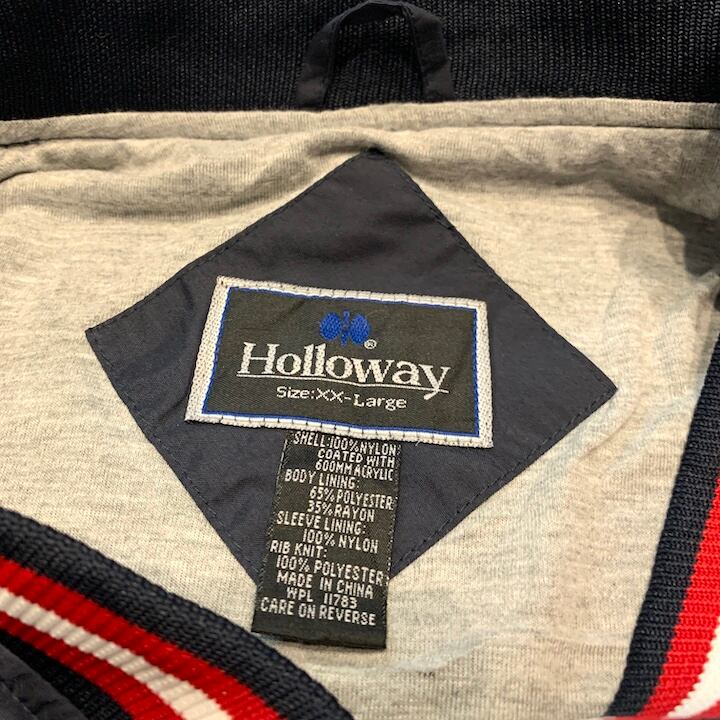 Holloway®
Size:XX-Large
SHELL:100%NYLON
COATED WITH
600MM ACRYLIC
BODY LINING:
65% POLYESTER
35% RAYON
SLEEVE LINING:
100% NYLON
RIB KNIT:
100% POLYESTER
MADE IN CHINA
WPL 11783
CARE ON REVERSE